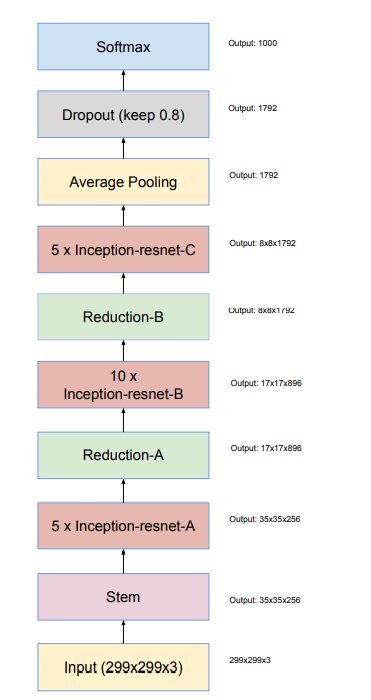 Softmax
Output: 1000
Dropout (keep 0.8)
Output: 1792
Average Pooling
Output: 1792
5 x Inception-resnet-C
Output: 8x8x1792
Reduction-B
Output: 8x8x1792
10 x
Inception-resnet-B
Output: 17x17x896
Reduction-A
Output: 17x17x896
5 x Inception-resnet-A
Output: 35x35x256
Stem
Output: 35x35x256
Input (299x299x3)
299x299x3